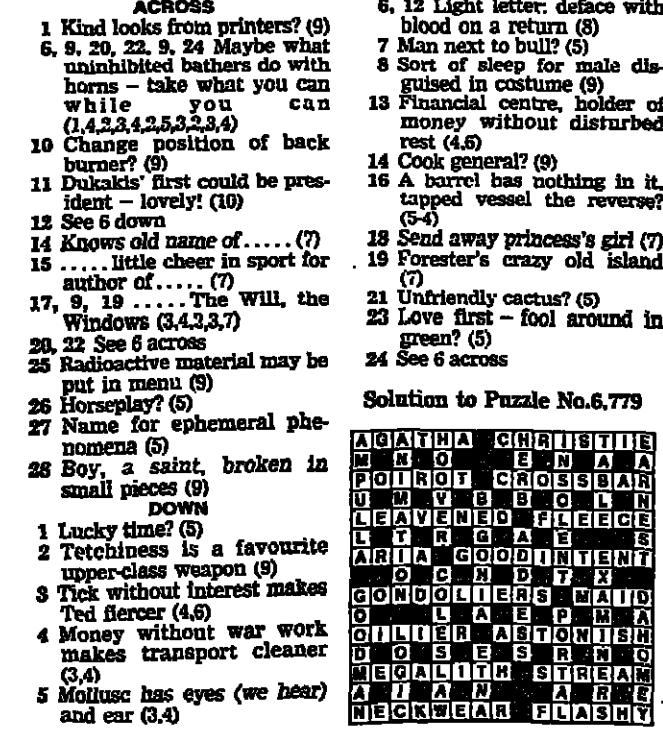 ACROSS
1 Kind looks from printers? (9)
6, 9, 20, 22, 9, 24 Maybe what
uninhibited bathers do with
horns – take what you can
while you can
(1,4,2,3,4,2,5,3,2,3,4)
10 Change position of back
burner? (9)
11 Dukakis' first could be pres-
ident – lovely! (10)
12 See 6 down
14 Knows old name of..... (7)
15 .....little cheer in sport for
author of..... (7)
17, 9, 19 .....The Will, the
Windows (3,4,2,3,7)
20, 22 See 6 across
25 Radioactive material may be
put in menu (9)
26 Horseplay? (5)
27 Name for ephemeral phe-
nomena (5)
28 Boy, a saint, broken in
small pieces (9)
DOWN
1 Lucky time? (5)
2 Tetchiness is a favourite
upper-class weapon (9)
3 Tick without interest makes
Ted fiercer (4,6)
4 Money without war work
makes transport cleaner
(3,4)
5 Mollusc has eyes (we hear)
and ear (3,4)
6, 12 Light letter: deface with
blood on a return (8)
7 Man next to bull? (5)
8 Sort of sleep for male dis-
guised in costume (9)
13 Financial centre, holder of
money without disturbed
rest (4,6)
14 Cook general? (9)
16 A barrel has nothing in it,
tapped vessel the reverse?
(5-4)
18 Send away princess's girl (7)
19 Forester's crazy old island
(7)
21 Unfriendly cactus? (5)
23 Love first – fool around in
green? (5)
24 See 6 across
Solution to Puzzle No.6,779
AGATHA CHRISTIE
M N O E N A A
POIROT CROSSBAR
U M V B B O L N
LEAVENED FLEECE
L T R G A E S
ARIA GOODINTENT
O C H D T X
GONDOLIERS MAID
O L A E P M A
OILIER ASTONISH
D O S E S R N O
MEGALITH STREAM
A I A N A R E
NECKWEAR FLASHY